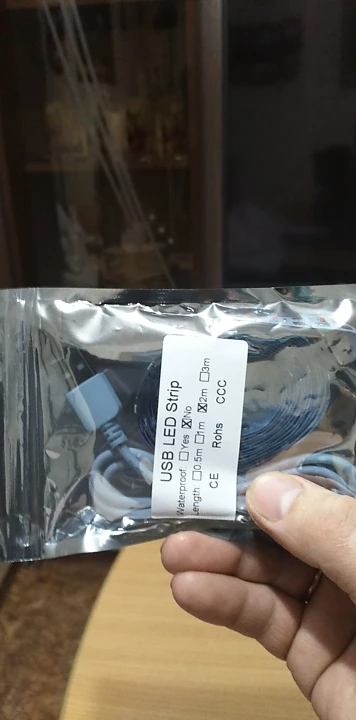 USB LED Strip
Waterproof: ☐Yes ☒No
Length: ☐0.5m ☐1m ☒2m ☐3m
CE Rohs CCC